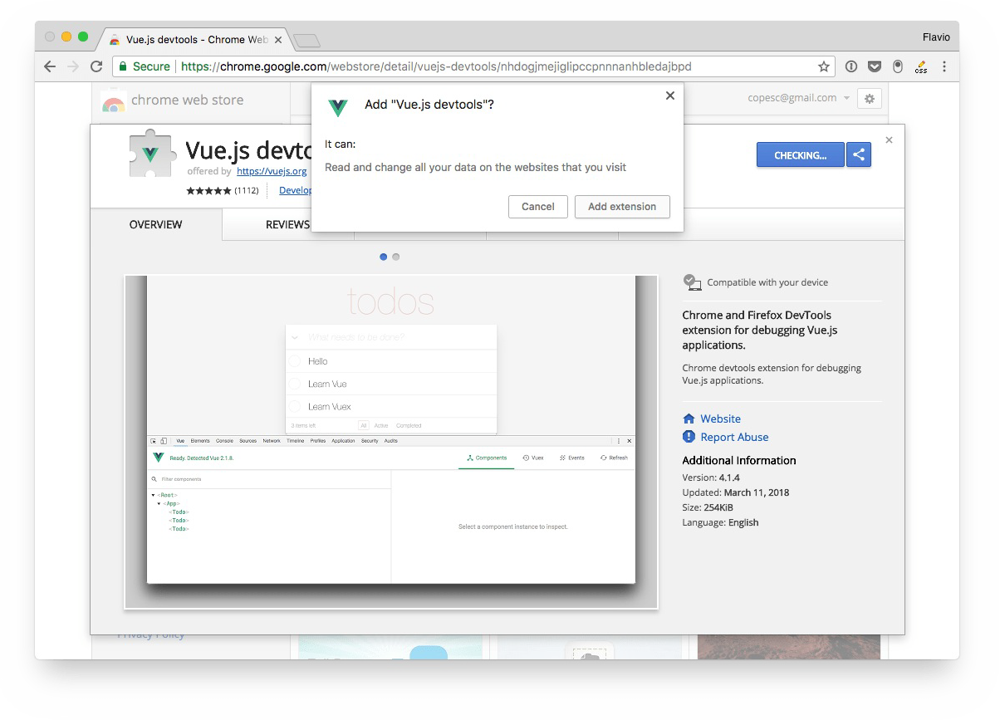 Vue.js devtools - Chrome Web
Flavio
Secure
https://chrome.google.com/webstore/detail/vuejs-devtools/nhdogjmejiglipccpnnnanhbledajbpd
css
chrome web store
copesc@gmail.com
Add "Vue.js devtools"?
It can:
Read and change all your data on the websites that you visit
Cancel
Add extension
Vue.js devto
offered by https://vuejs.org
(1112)
Develop
CHECKING...
OVERVIEW
REVIEWS
todos
What needs to be done?
Hello
Learn Vue
Learn Vuex
3 items left All Active Completed
Vue Elements Console Sources Network Timeline Profiles Application Security Audits
Ready. Detected Vue 2.1.8.
Components Vuex Events Refresh
Filter components
<Root>
<App>
<Todo>
<Todo>
<Todo>
Select a component instance to inspect.
Compatible with your device
Chrome and Firefox DevTools
extension for debugging Vue.js
applications.
Chrome devtools extension for debugging
Vue.js applications.
Website
Report Abuse
Additional Information
Version: 4.1.4
Updated: March 11, 2018
Size: 254KiB
Language: English
Privacy Policy